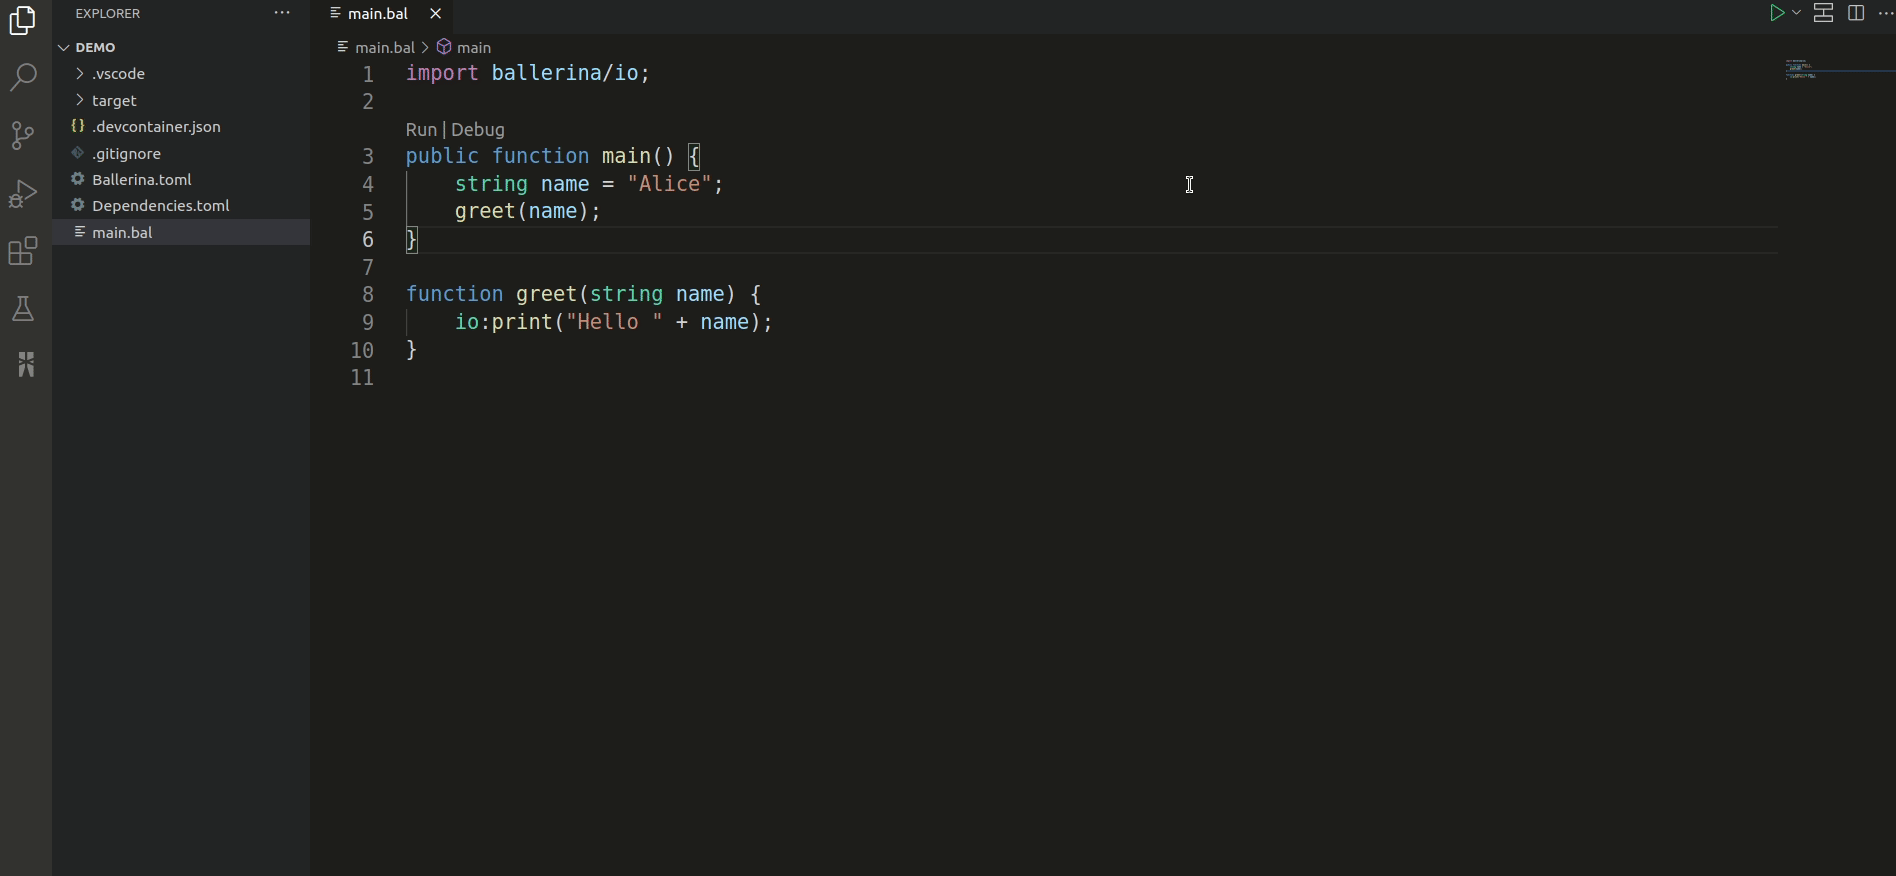 EXPLORER
DEMO
.vscode
target
{} .devcontainer.json
.gitignore
Ballerina.toml
Dependencies.toml
main.bal
main.bal
main.bal > main
1 import ballerina/io;
2
Run | Debug
3 public function main() {
4     string name = "Alice";
5     greet(name);
6 }
7
8 function greet(string name) {
9     io:print("Hello " + name);
10 }
11